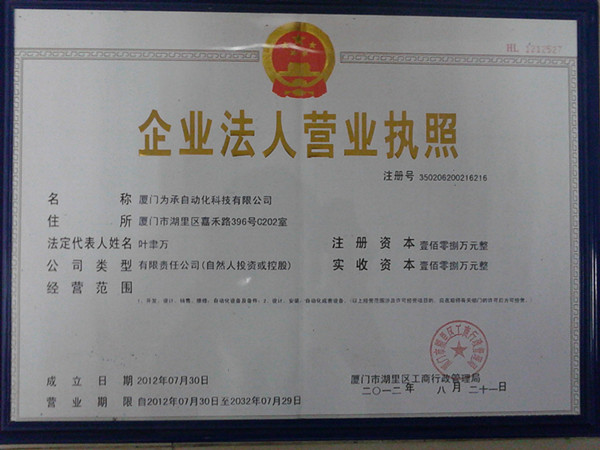 企业法人营业执照
注册号 350206200216216
名 称 厦门为承自动化科技有限公司
住 所 厦门市湖里区嘉禾路396号C202室
法定代表人姓名 叶聿万
注 册 资 本 壹佰零捌万元整
公 司 类 型 有限责任公司(自然人投资或控股)
实 收 资 本 壹佰零捌万元整
经 营 范 围
成 立 日 期 2012年07月30日
厦门市湖里区工商行政管理局
二〇一二年 八 月 二十一日
营 业 期 限 自2012年07月30日至2032年07月29日